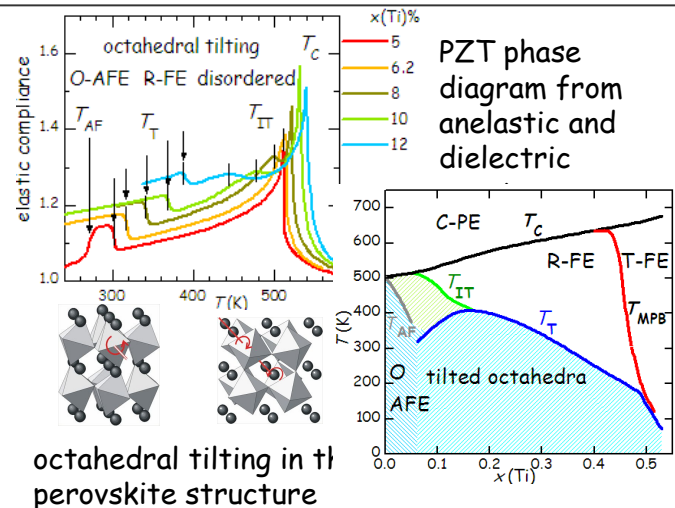 octahedral tilting
O-AFE R-FE disordered
T_C
T_AF
T_T
T_IT
elastic compliance
1.6
1.4
1.2
1.0
300
400
T(K)
500
x(Ti)%
5
6.2
8
10
12
PZT phase
diagram from
anelastic and
dielectric
700
600
500
400
300
200
100
0
T(K)
C-PE
T_C
R-FE
T-FE
T_IT
T_AF
T_T
T_MPB
O
AFE
tilted octahedra
0.0
0.1
0.2
0.3
0.4
0.5
x(Ti)
octahedral tilting in th
perovskite structure